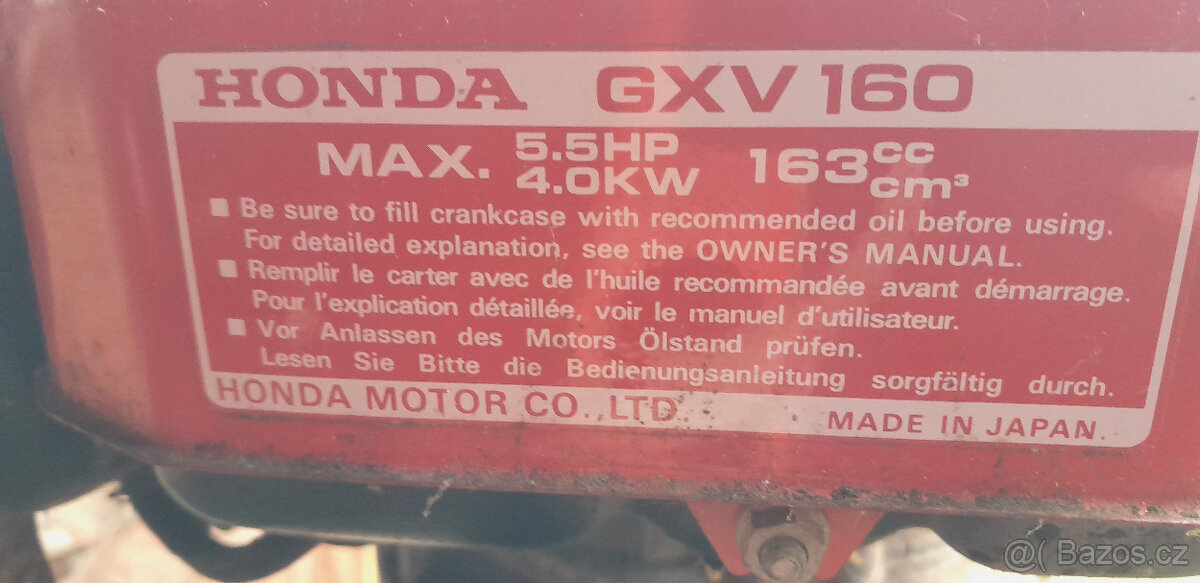 HONDA GXV160
MAX. 5.5HP 163cc
4.0KW cm³
■ Be sure to fill crankcase with recommended oil before using.
For detailed explanation, see the OWNER'S MANUAL.
■ Remplir le carter avec de l'huile recommandée avant démarrage.
Pour l'explication détaillée, voir le manuel d'utilisateur.
■ Vor Anlassen des Motors Ölstand prüfen.
Lesen Sie Bitte die Bedienungsanleitung sorgfältig durch.
HONDA MOTOR CO.,LTD. MADE IN JAPAN.
@( Bazos.cz